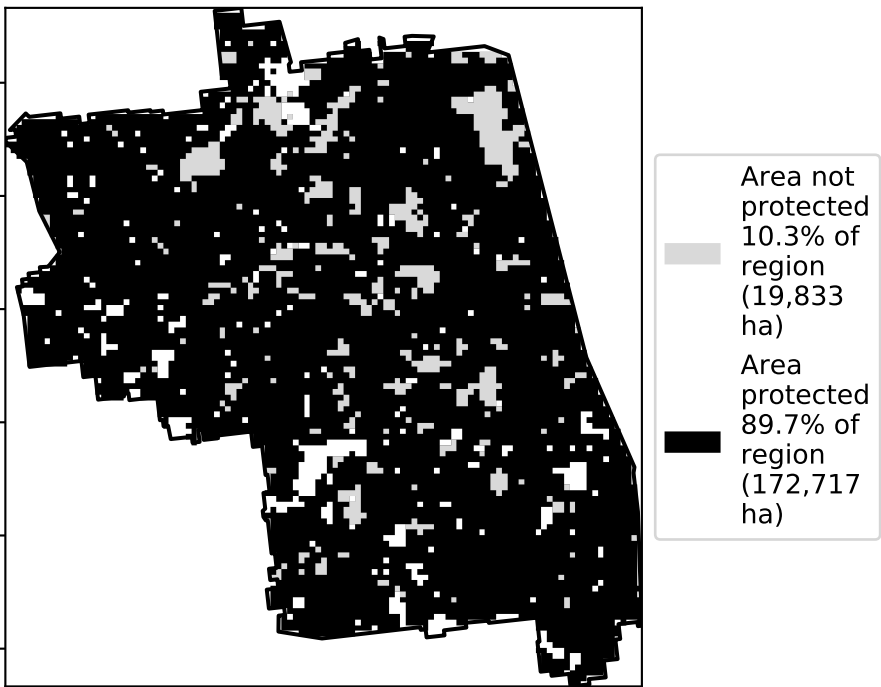 Area not
protected
10.3% of
region
(19,833
ha)
Area
protected
89.7% of
region
(172,717
ha)